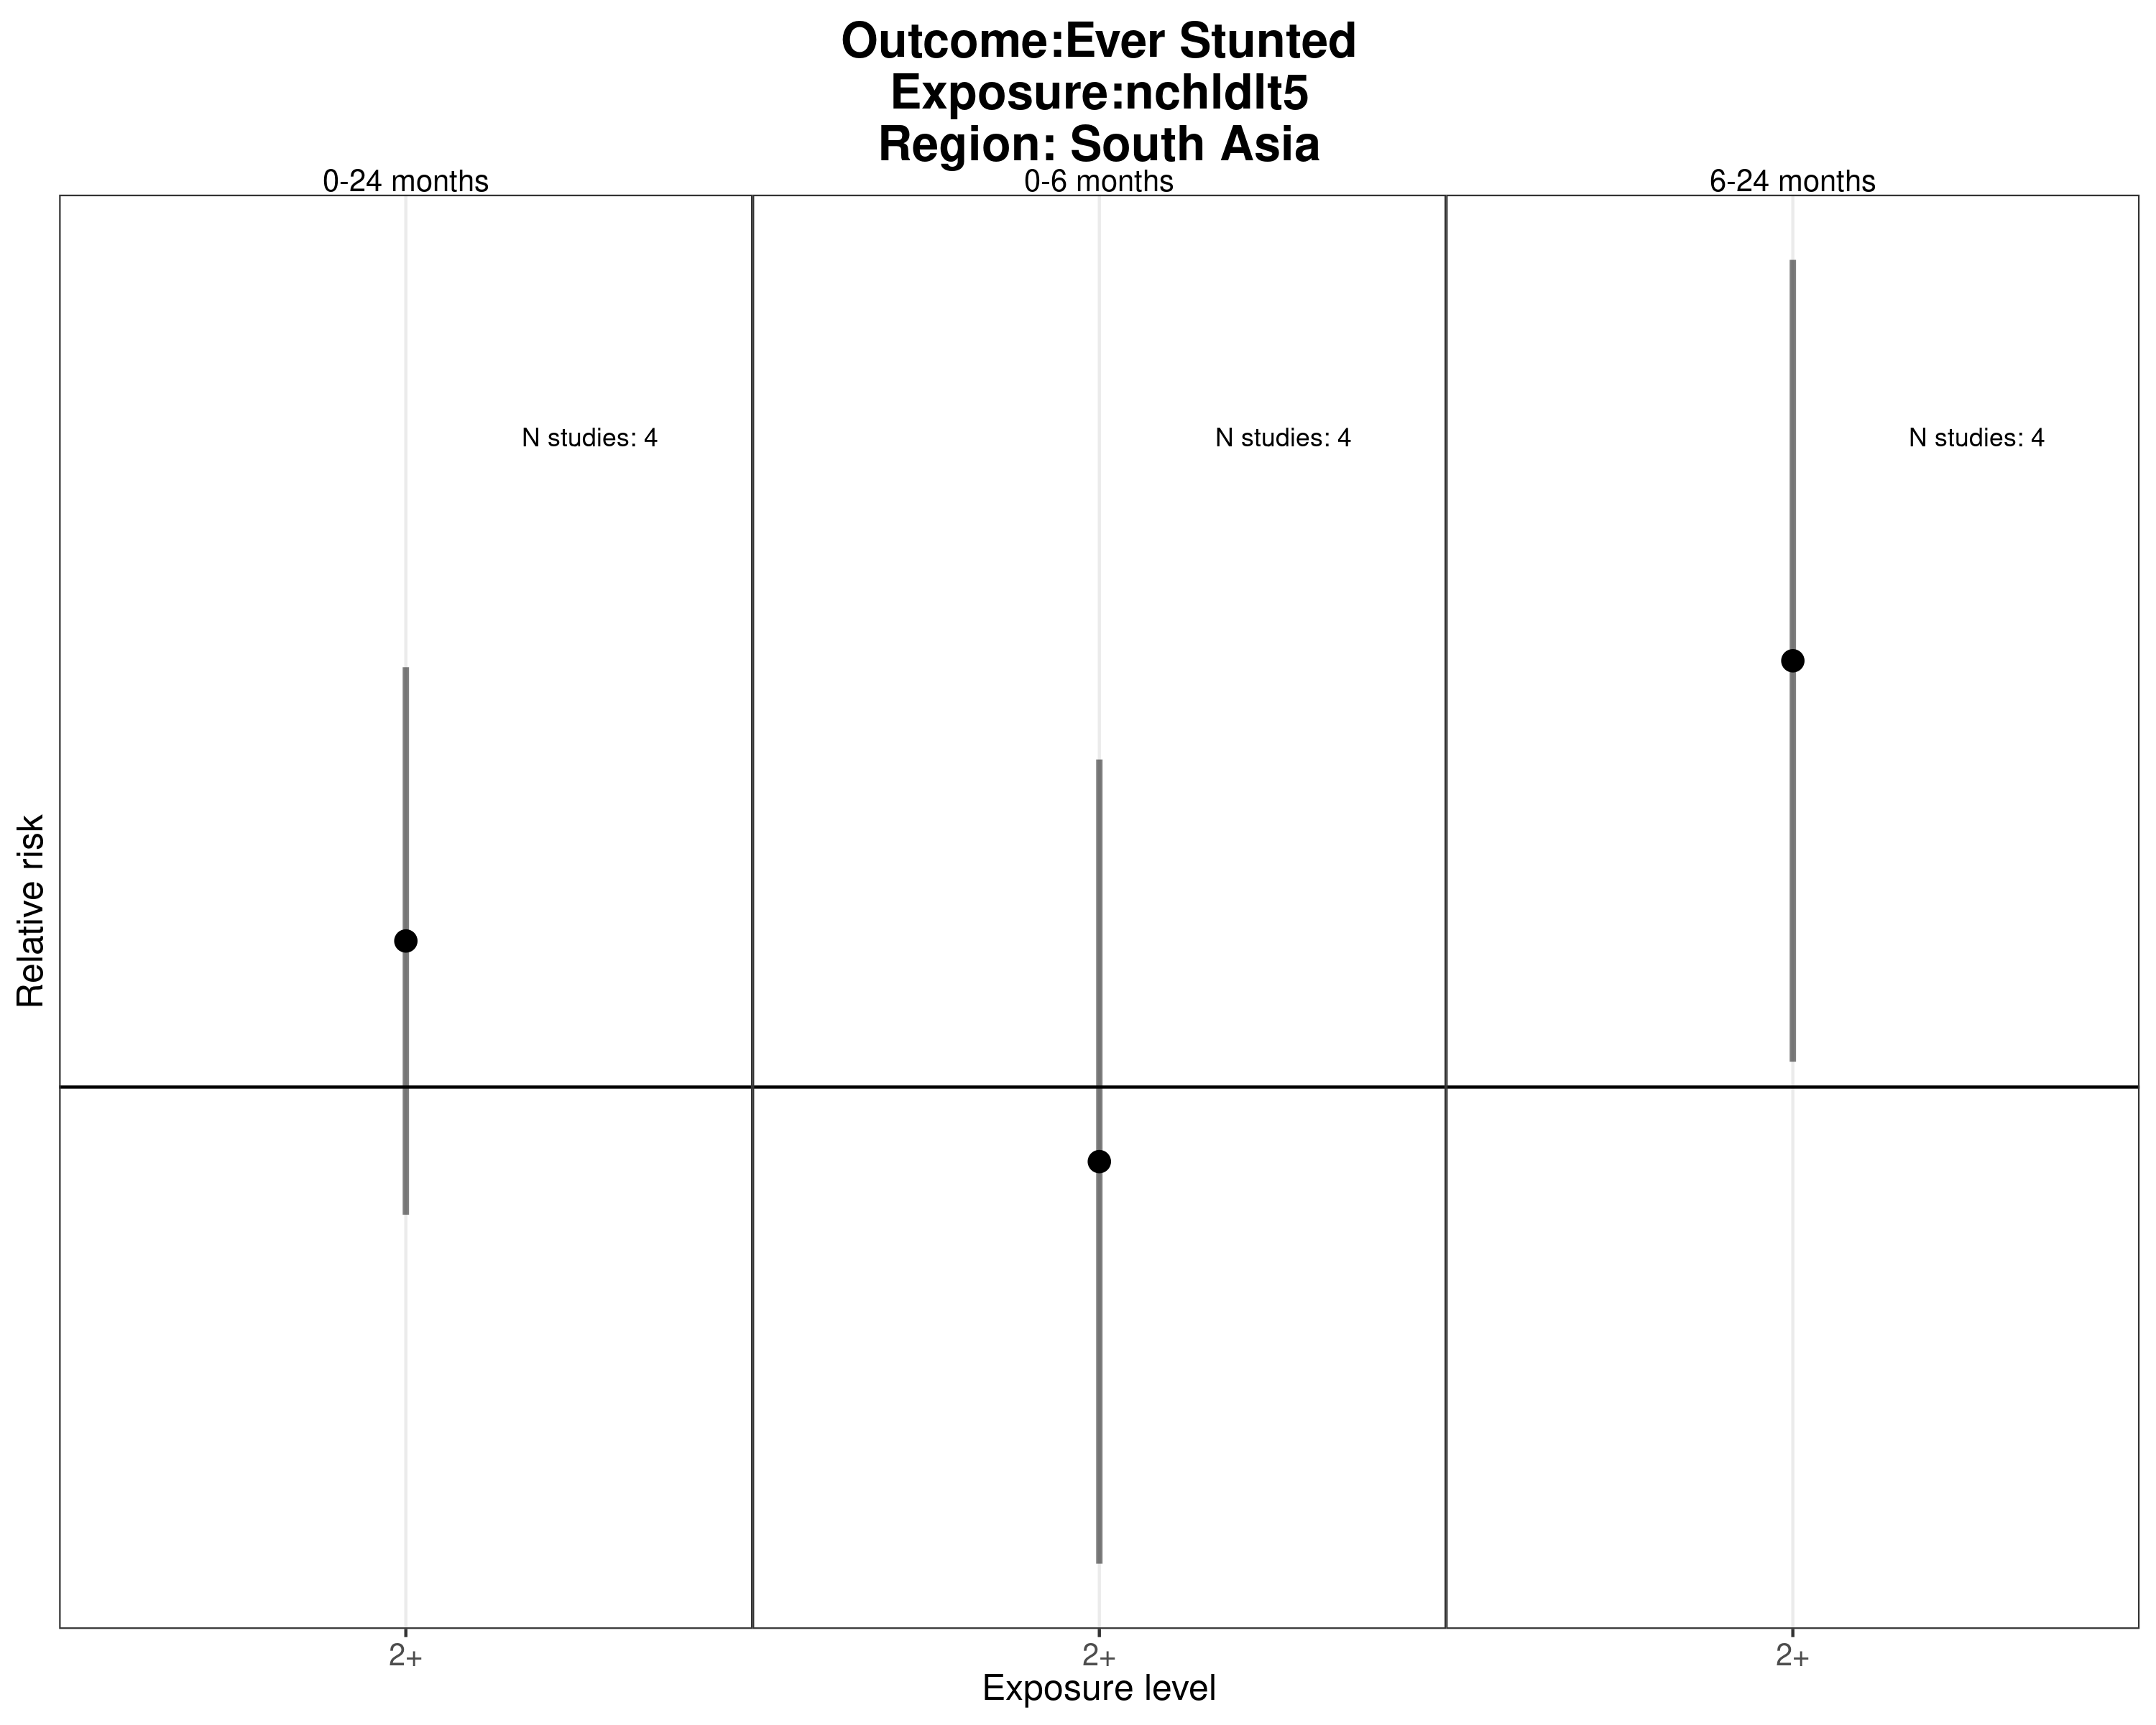 Outcome:Ever Stunted
Exposure:nchldlt5
Region: South Asia
0-24 months
0-6 months
6-24 months
N studies: 4
N studies: 4
N studies: 4
Relative risk
2+
2+
2+
Exposure level